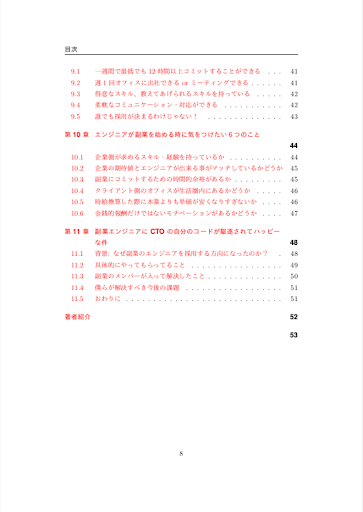 目次
9.1 一週間で最低でも 12 時間以上コミットすることができる . . . 41
9.2 週 1 回オフィスに出社できる or ミーティングできる . . . . . . 42
9.3 得意なスキル、教えてあげられるスキルを持っている . . . . . 42
9.4 柔軟なコミュニケーション・対応ができる . . . . . . . . . . . 42
9.5 誰でも採用が決まるわけじゃない！ . . . . . . . . . . . . . . 43
第 10 章 エンジニアが副業を始める時に気をつけたい 6 つのこと
44
10.1 企業側が求めるスキル・経験を持っているか . . . . . . . . . . 44
10.2 企業の期待値とエンジニアが出来る事がマッチしているかどうか 45
10.3 副業にコミットするための時間的余裕があるか . . . . . . . . . 45
10.4 クライアント側のオフィスが生活圏内にあるかどうか . . . . . 46
10.5 時給換算した際に本業よりも単価が安くなりすぎないか . . . . 46
10.6 金銭的報酬だけではないモチベーションがあるかどうか . . . . 47
第 11 章 副業エンジニアに CTO の自分のコードが駆逐されてハッピー
な件 48
11.1 背景: なぜ副業のエンジニアを採用する方向になったのか？ . 48
11.2 具体的にやってもらってること . . . . . . . . . . . . . . . . . 49
11.3 副業のメンバーが入って解決したこと . . . . . . . . . . . . . . 50
11.4 僕らが解決すべき今後の課題 . . . . . . . . . . . . . . . . . . 51
11.5 おわりに . . . . . . . . . . . . . . . . . . . . . . . . . . . . 51
著者紹介 52
53
8